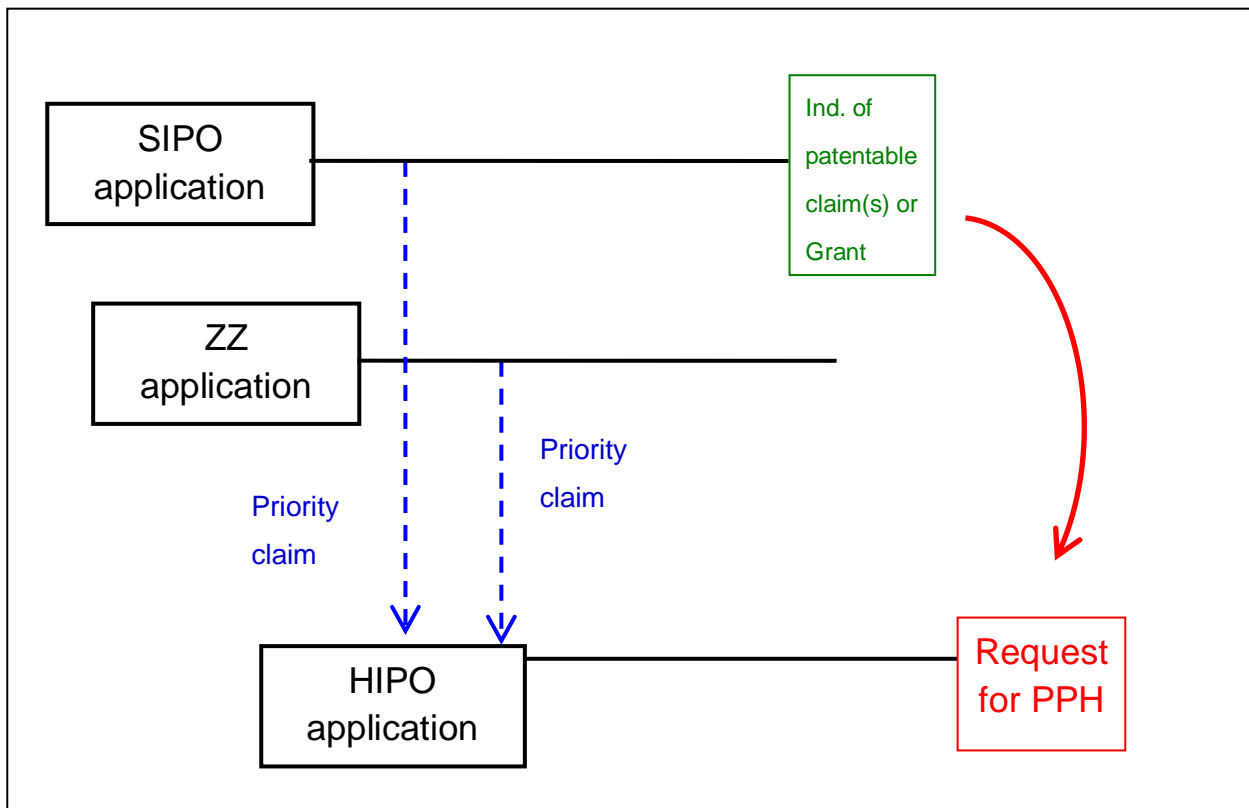 SIPO
application
Ind. of
patentable
claim(s) or
Grant
ZZ
application
Priority
claim
Priority
claim
HIPO
application
Request
for PPH